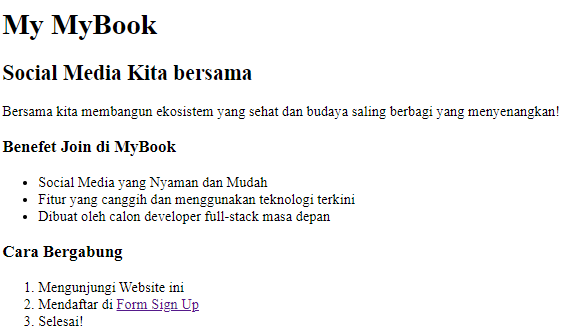 My MyBook
Social Media Kita bersama
Bersama kita membangun ekosistem yang sehat dan budaya saling berbagi yang menyenangkan!
Benefet Join di MyBook
• Social Media yang Nyaman dan Mudah
• Fitur yang canggih dan menggunakan teknologi terkini
• Dibuat oleh calon developer full-stack masa depan
Cara Bergabung
1. Mengunjungi Website ini
2. Mendaftar di Form Sign Up
3. Selesai!